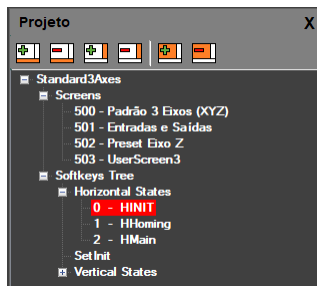 Projeto X
Standard3Axes
Screens
500 - Padrão 3 Eixos (XYZ)
501 - Entradas e Saídas
502 - Preset Eixo Z
503 - UserScreen3
Softkeys Tree
Horizontal States
0 - HINIT
1 - HHoming
2 - HMain
SetInit
Vertical States